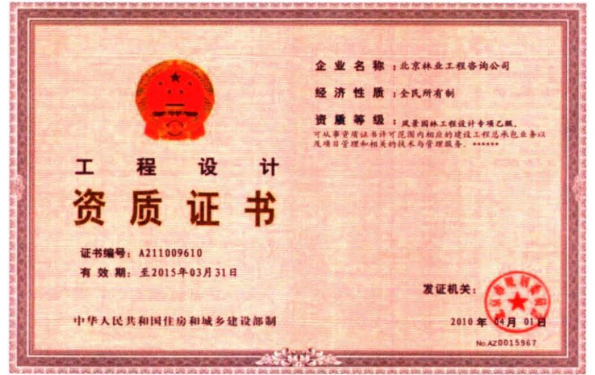 工程设计
资质证书
证书编号：A211009610
有效期：至2015年03月31日
中华人民共和国住房和城乡建设部制
企业名称：北京林业工程咨询公司
经济性质：全民所有制
资质等级：风景园林工程设计专项乙级。
可从事资质证书许可范围内相应的建设工程总承包业务以
及项目管理和相关的技术与管理服务。******
发证机关：
2010年04月01日
No.AZ0015967